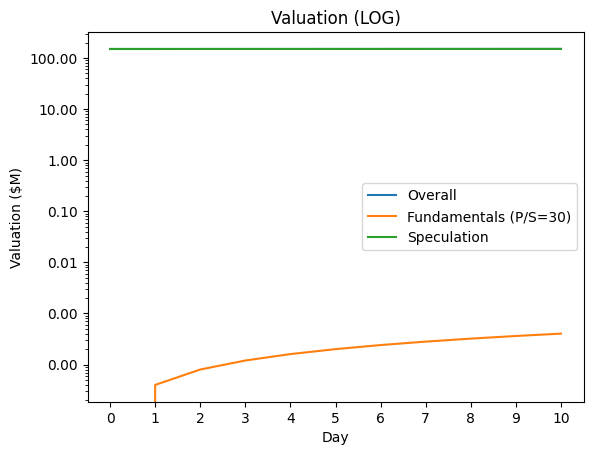 Valuation (LOG)
Valuation ($M)
100.00
10.00
1.00
0.10
0.01
0.00
0.00
Overall
Fundamentals (P/S=30)
Speculation
0 1 2 3 4 5 6 7 8 9 10
Day